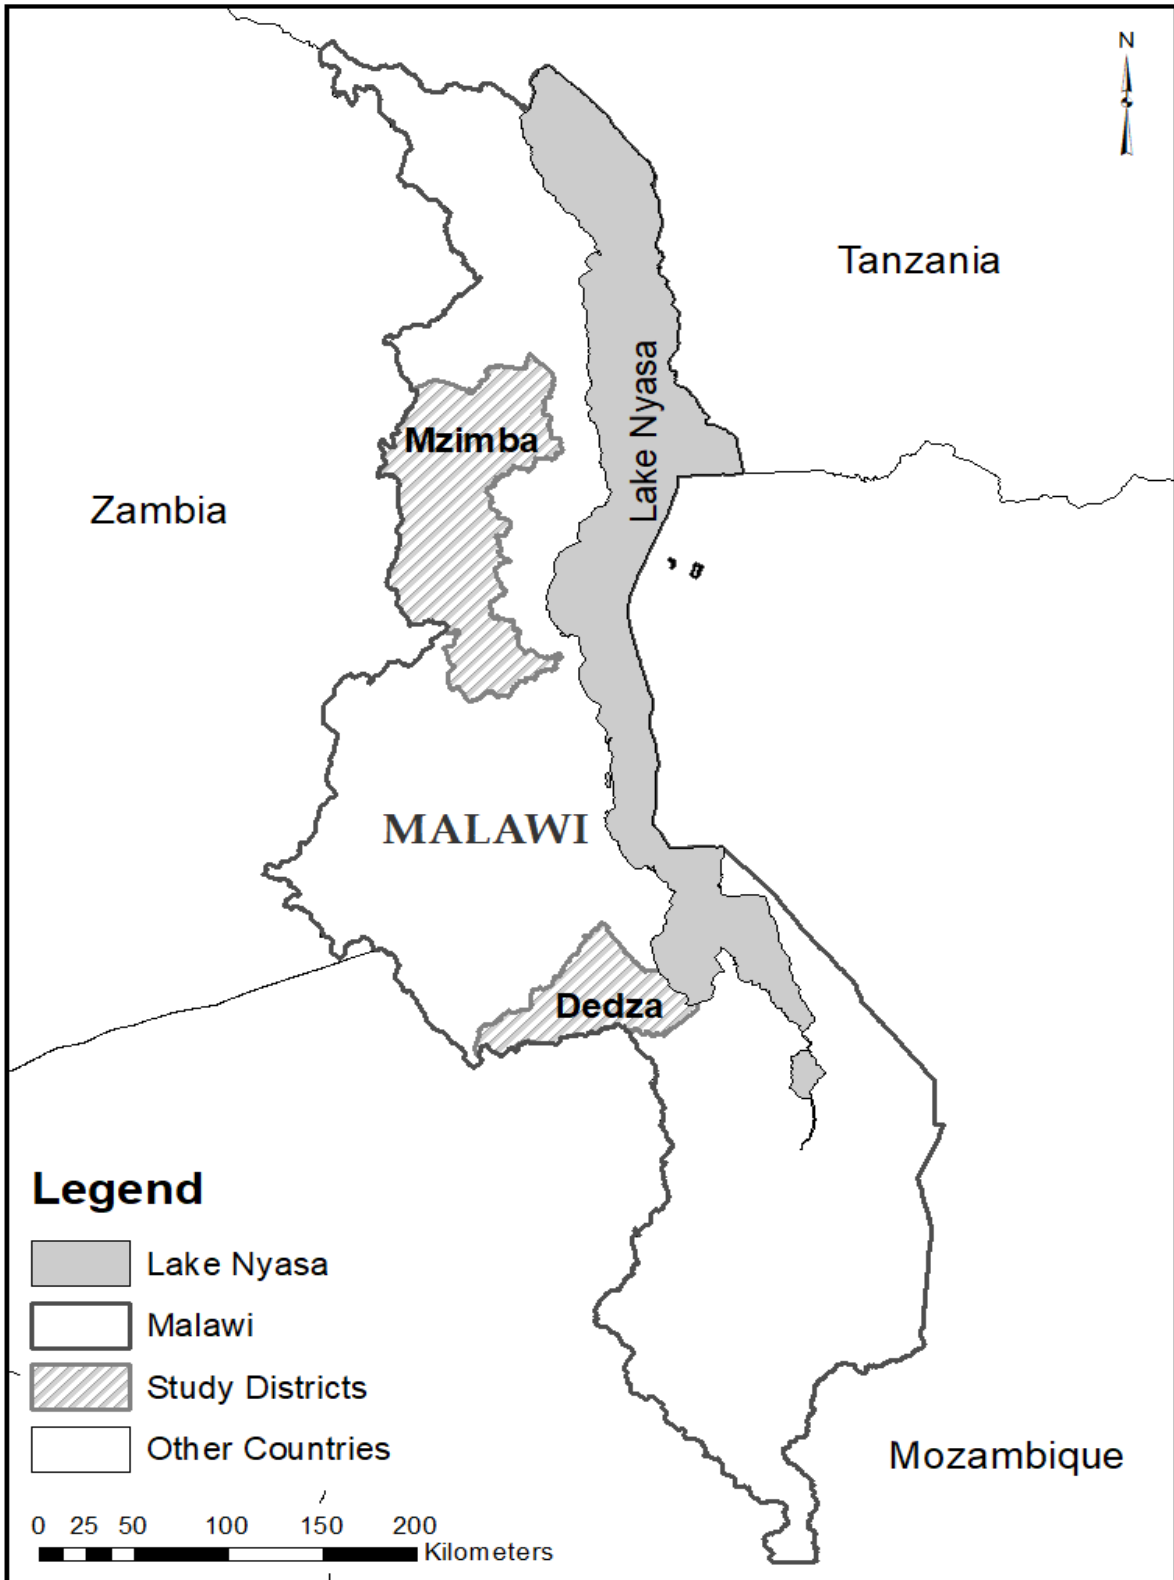 N
Tanzania
Lake Nyasa
Mzimba
Zambia
MALAWI
Dedza
Legend
Lake Nyasa
Malawi
Study Districts
Other Countries
Mozambique
0 25 50 100 150 200
Kilometers